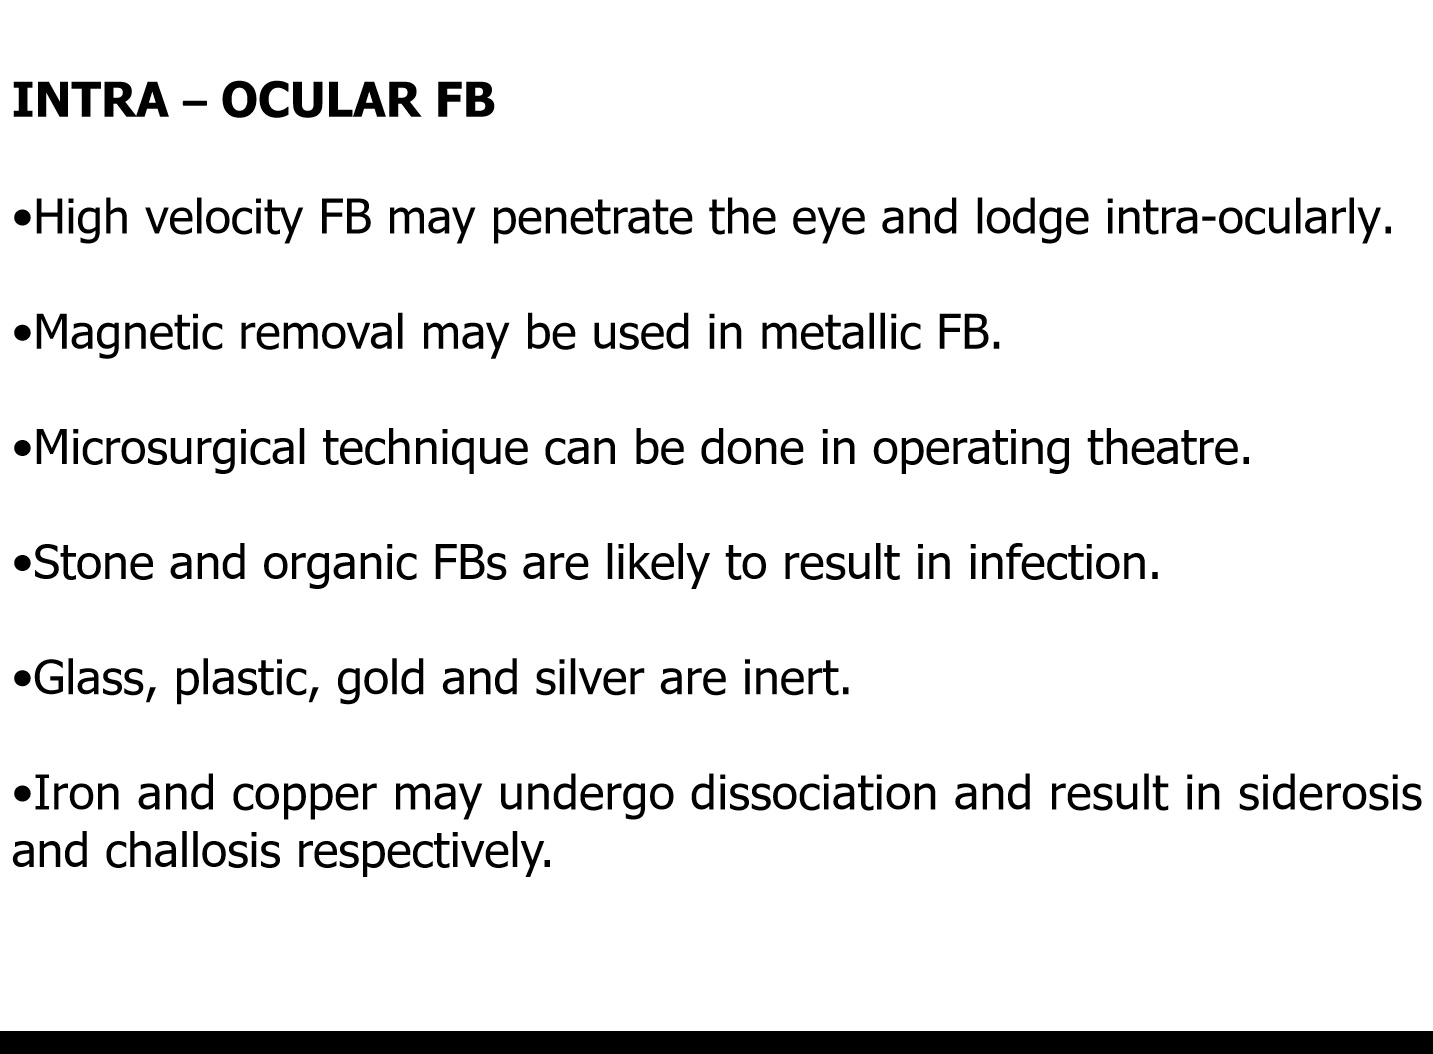 INTRA – OCULAR FB
•High velocity FB may penetrate the eye and lodge intra-ocularly.
•Magnetic removal may be used in metallic FB.
•Microsurgical technique can be done in operating theatre.
•Stone and organic FBs are likely to result in infection.
•Glass, plastic, gold and silver are inert.
•Iron and copper may undergo dissociation and result in siderosis
and challosis respectively.